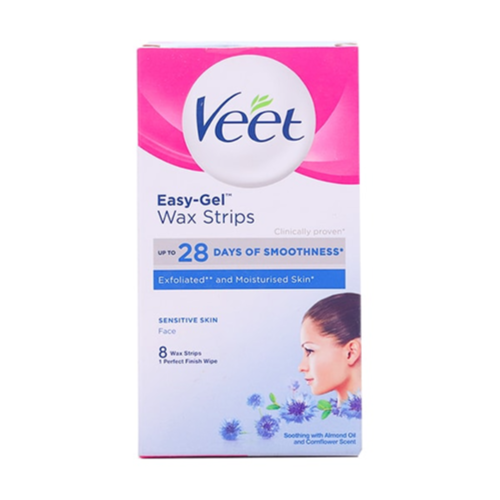 Veet
Easy-Gel™
Wax Strips
Clinically proven*
UP TO 28 DAYS OF SMOOTHNESS*
Exfoliated** and Moisturised Skin*
SENSITIVE SKIN
Face
8 Wax Strips
1 Perfect Finish Wipe
Soothing with Almond Oil
and Cornflower Scent